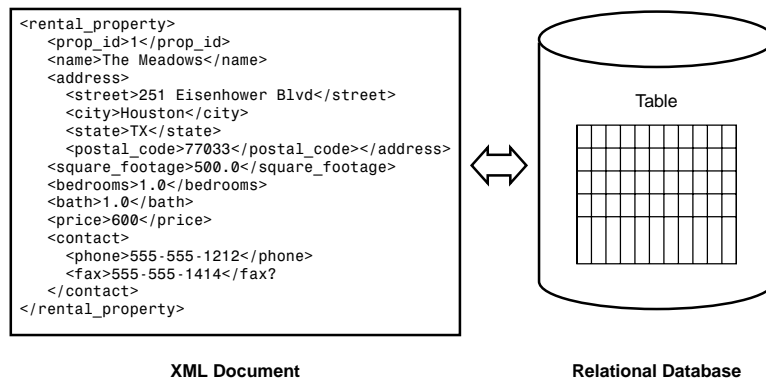 <rental_property>
<prop_id>1</prop_id>
<name>The Meadows</name>
<address>
<street>251 Eisenhower Blvd</street>
<city>Houston</city>
<state>TX</state>
<postal_code>77033</postal_code></address>
<square_footage>500.0</square_footage>
<bedrooms>1.0</bedrooms>
<bath>1.0</bath>
<price>600</price>
<contact>
<phone>555-555-1212</phone>
<fax>555-555-1414</fax?
</contact>
</rental_property>
Table
XML Document
Relational Database